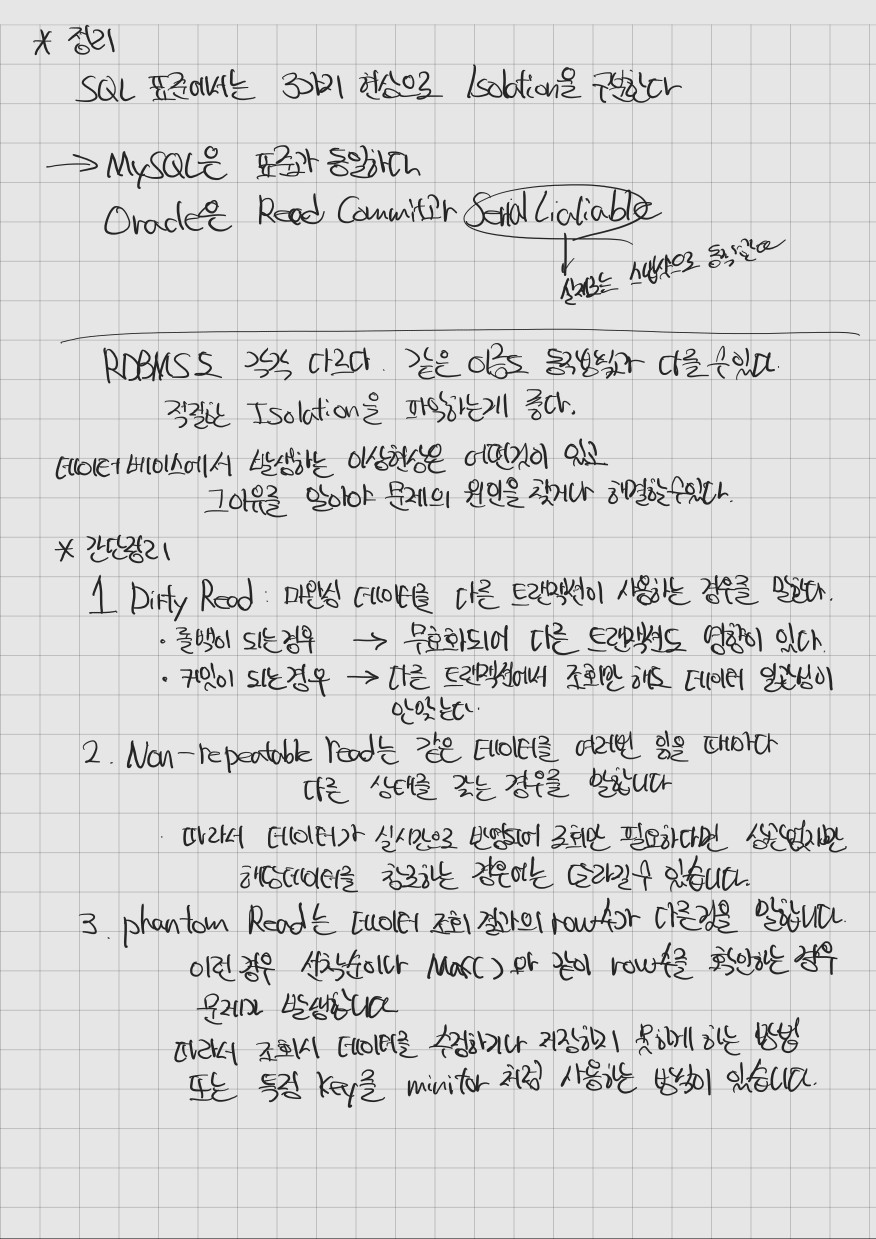 * 정리
SQL 표준에서는 3가지 현상으로 Isolation을 구분한다
→ MySQL은 표준과 동일하다
Oracle은 Read Commit과 Serial Lialiable
실제로는 스냅샷으로 동작한다
RDBMS도 각각 다르다. 같은 이름도 동작방식과 다를 수 있다.
적절한 Isolation을 파악하는게 좋다.
데이터베이스에서 발생하는 이상현상은 어떤것이 있고
그 이유를 알아야 문제의 원인을 찾거나 해결할 수 있다.
* 간단정리
1 Dirty Read : 미완성 데이터를 다른 트랜잭션이 사용하는 경우를 말한다.
· 롤백이 되는경우 → 무효화되어 다른 트랜잭션도 영향이 있다.
· 커밋이 되는경우 → 다른 트랜잭션에서 조회만 해도 데이터 일관성이
안맞는다.
2. Non-repeatable read는 같은 데이터를 여러번 읽을 때마다
다른 상태를 갖는 경우를 말합니다
· 따라서 데이터가 실시간으로 반영되어 조회만 필요하다면 상관없지만
해당데이터를 참고하는 경우에는 달라질 수 있습니다.
3. phantom Read는 데이터 조회 결과의 row수가 다른것을 말합니다.
이런 경우 선착순이나 Max( ) 와 같이 row수를 확인하는 경우
문제가 발생합니다
따라서 조회시 데이터를 수정하거나 저장하지 못하게 하는 방법
또는 특정 key를 minitor 처럼 사용하는 방식이 있습니다.